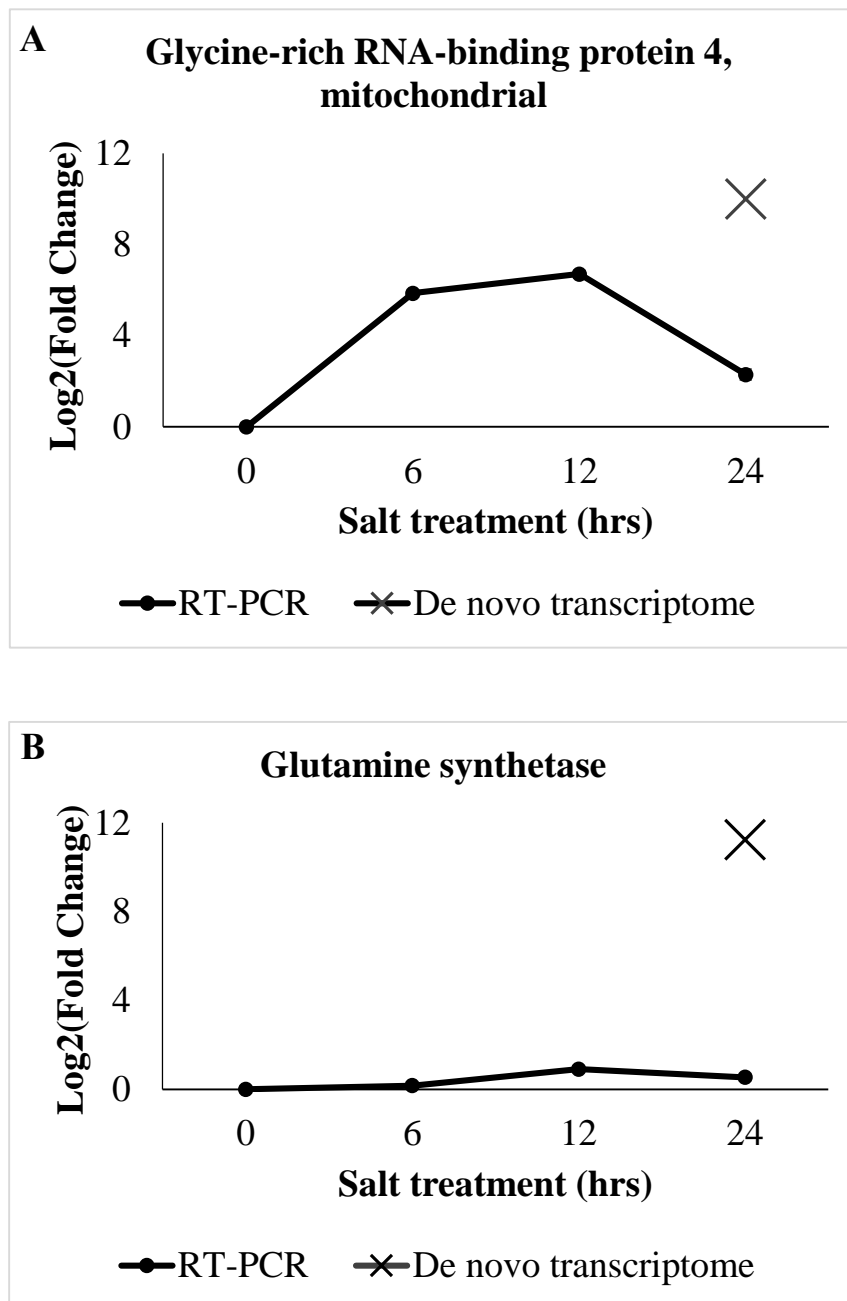 A
Glycine-rich RNA-binding protein 4,
mitochondrial
Log2(Fold Change)
12
8
4
0
0 6 12 24
Salt treatment (hrs)
RT-PCR De novo transcriptome
B
Glutamine synthetase
Log2(Fold Change)
12
8
4
0
0 6 12 24
Salt treatment (hrs)
RT-PCR De novo transcriptome